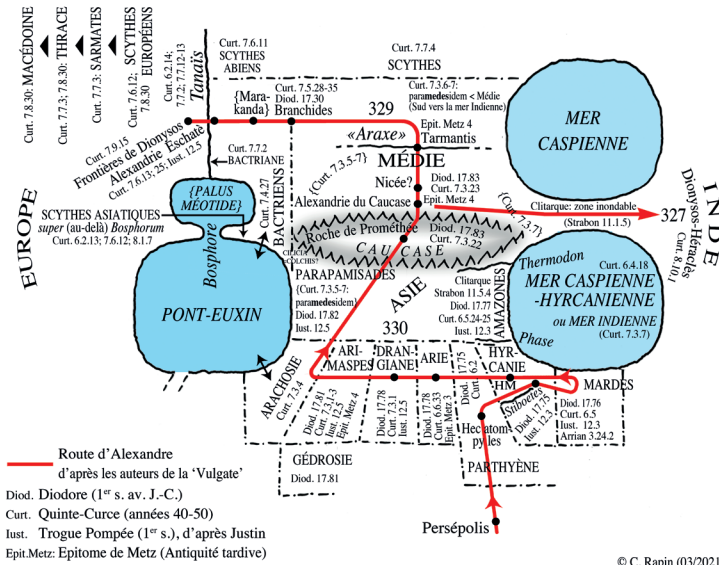 Curt. 7.8.30: MACÉDOINE
Curt. 7.7.3; 7.8.30: THRACE
Curt. 7.7.3: SARMATES
Curt. 7.6.12; SCYTHES
7.8.30 EUROPÉENS
6.2.14;
7.7.2; 7.7.12-13
Tanaïs
Curt. 7.6.11
SCYTHES
ABIENS
Curt. 7.7.4
SCYTHES
{Mara-
kanda}
Curt. 7.5.28-35
Diod. 17.30
Branchides
329
Curt. 7.3.6-7:
paramedesidem < Médie
(Sud vers la mer Indienne)
Epit. Metz 4
Tarmantis
«Araxe»
MÉDIE
{Curt. 7.3.5-7}
Nicée?
Diod. 17.83
Curt. 7.3.23
Alexandrie du Caucase
Epit. Metz 4
MER
CASPIENNE
Curt. 7.9.15
Frontières de Dionysos
Alexandrie Eschatè
Curt. 7.6.13; 25; Iust. 12.5
Curt. 7.7.2
BACTRIANE
EUROPE
{PALUS
MÉOTIDE}
Curt. 7.4.27
BACTRIENS
SCYTHES ASIATIQUES
super (au-delà) Bosphorum
Curt. 6.2.13; 7.6.12; 8.1.7
Bosphore
PONT-EUXIN
Roche de Prométhée
Diod. 17.83
Curt. 7.3.22
CAUCASE
{Curt. 7.3.7}
Clitarque: zone inondable
(Strabon 11.1.5)
327
INDE
Dionysos-Héraclès
Curt. 8.10.1
PARAPAMISADES
{Curt. 7.3.5-7:
paramedesidem}
Diod. 17.82
Iust. 12.5
ASIE
Clitarque
Strabon 11.5.4
Diod. 17.77
Curt. 6.5.24-25
Iust. 12.3
AMAZONES
Thermodon
Curt. 6.4.18
MER CASPIENNE
-HYRCANIENNE
ou MER INDIENNE
(Curt. 7.3.7)
Phase
330
ARACHOSIE
Curt. 7.3.4
ARI-
MASPES
DRAN-
GIANE
ARIE
Diod. 17.75
Curt. 6.2
HYR-
CANIE
HM
MARDES
Diod. 17.81
Curt. 7.3.1-3
Iust. 12.5
Epit. Metz 4
Diod. 17.78
Curt. 7.3.1
Iust. 12.5
Diod. 17.78
Curt. 6.6.33
Epit. Metz 3
Stiboetès
Diod. 17.75
Iust. 12.3
Diod. 17.76
Curt. 6.5
Iust. 12.3
Arrian 3.24.2
Hecatom-
pyles
PARTHYÈNE
GÉDROSIE
Diod. 17.81
Persépolis
Route d’Alexandre
d’après les auteurs de la ‘Vulgate’
Diod. Diodore (1er s. av. J.-C.)
Curt. Quinte-Curce (années 40-50)
Iust. Trogue Pompée (1er s.), d’après Justin
Epit.Metz: Epitome de Metz (Antiquité tardive)
© C. Rapin (03/2021